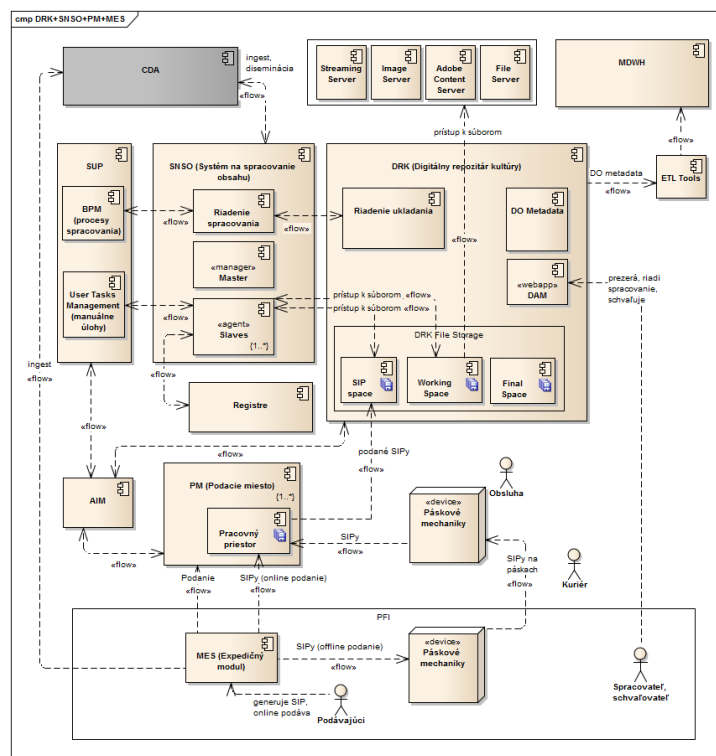 cmp DRK+SNSO+PM+MES
CDA
ingest,
diseminácia
«flow»
Streaming
Server
Image
Server
Adobe
Content
Server
File
Server
MDWH
prístup k súborom
«flow»
«flow»
SUP
BPM
(procesy
spracovania)
User Tasks
Management
(manuálne
úlohy)
«flow»
«flow»
SNSO (Systém na spracovanie
obsahu)
Riadenie
spracovania
«manager»
Master
«agent»
Slaves
{1..*}
«flow»
DRK (Digitálny repozitár kultúry)
Riadenie ukladania
DO Metadata
«webapp»
DAM
DO metadata
«flow»
ETL Tools
prezerá, riadi
spracovanie,
schvaľuje
prístup k súborom «flow»
prístup k súborom «flow»
DRK File Storage
SIP
space
Working
Space
Final
Space
ingest
«flow»
«flow»
Registre
«flow»
«flow»
podané SIPy
«flow»
AIM
PM (Podacie miesto)
{1..*}
Pracovný
priestor
«flow»
SIPy
«flow»
«device»
Páskové
mechaniky
Obsluha
SIPy na
páskach
«flow»
Kuriér
Podanie
«flow»
SIPy (online podanie)
«flow»
PFI
MES (Expedičný
modul)
SIPy (offline podanie)
«flow»
«device»
Páskové
mechaniky
generuje SIP,
online podáva
Podávajúci
Spracovateľ,
schvaľovateľ